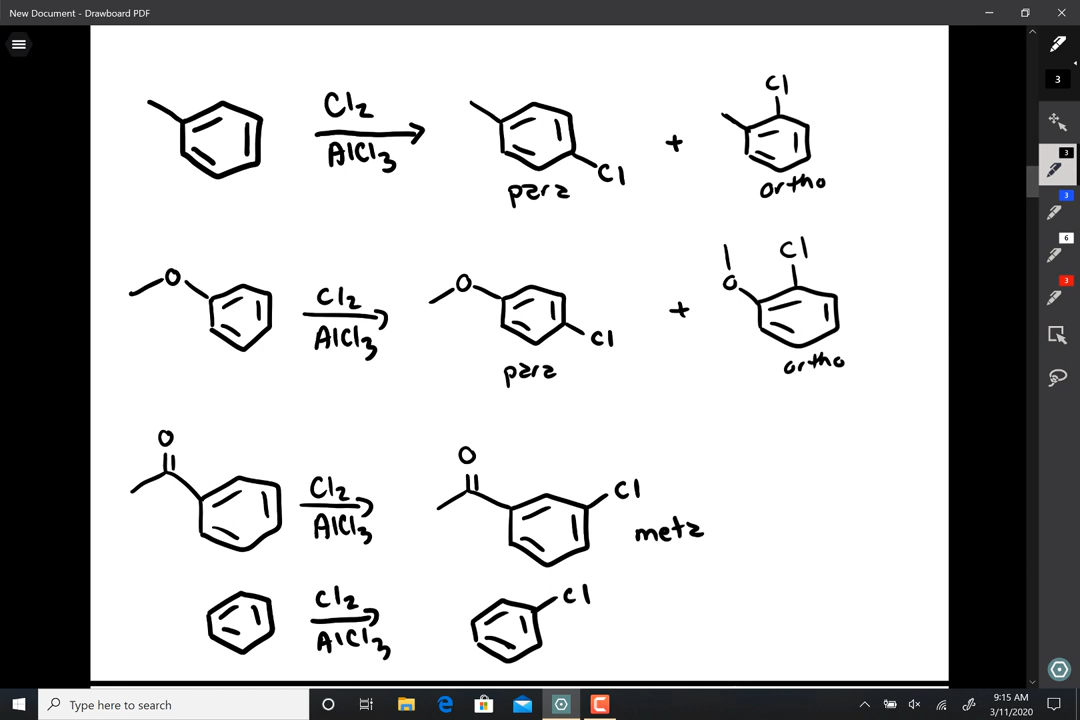 New Document - Drawboard PDF
3
3
3
6
3
Cl₂
AlCl₃
Cl
para
+
Cl
ortho
O
Cl₂
AlCl₃
O
Cl
para
+
O
Cl
ortho
O
Cl₂
AlCl₃
O
Cl
meta
Cl₂
AlCl₃
Cl
Type here to search
9:15 AM
3/11/2020